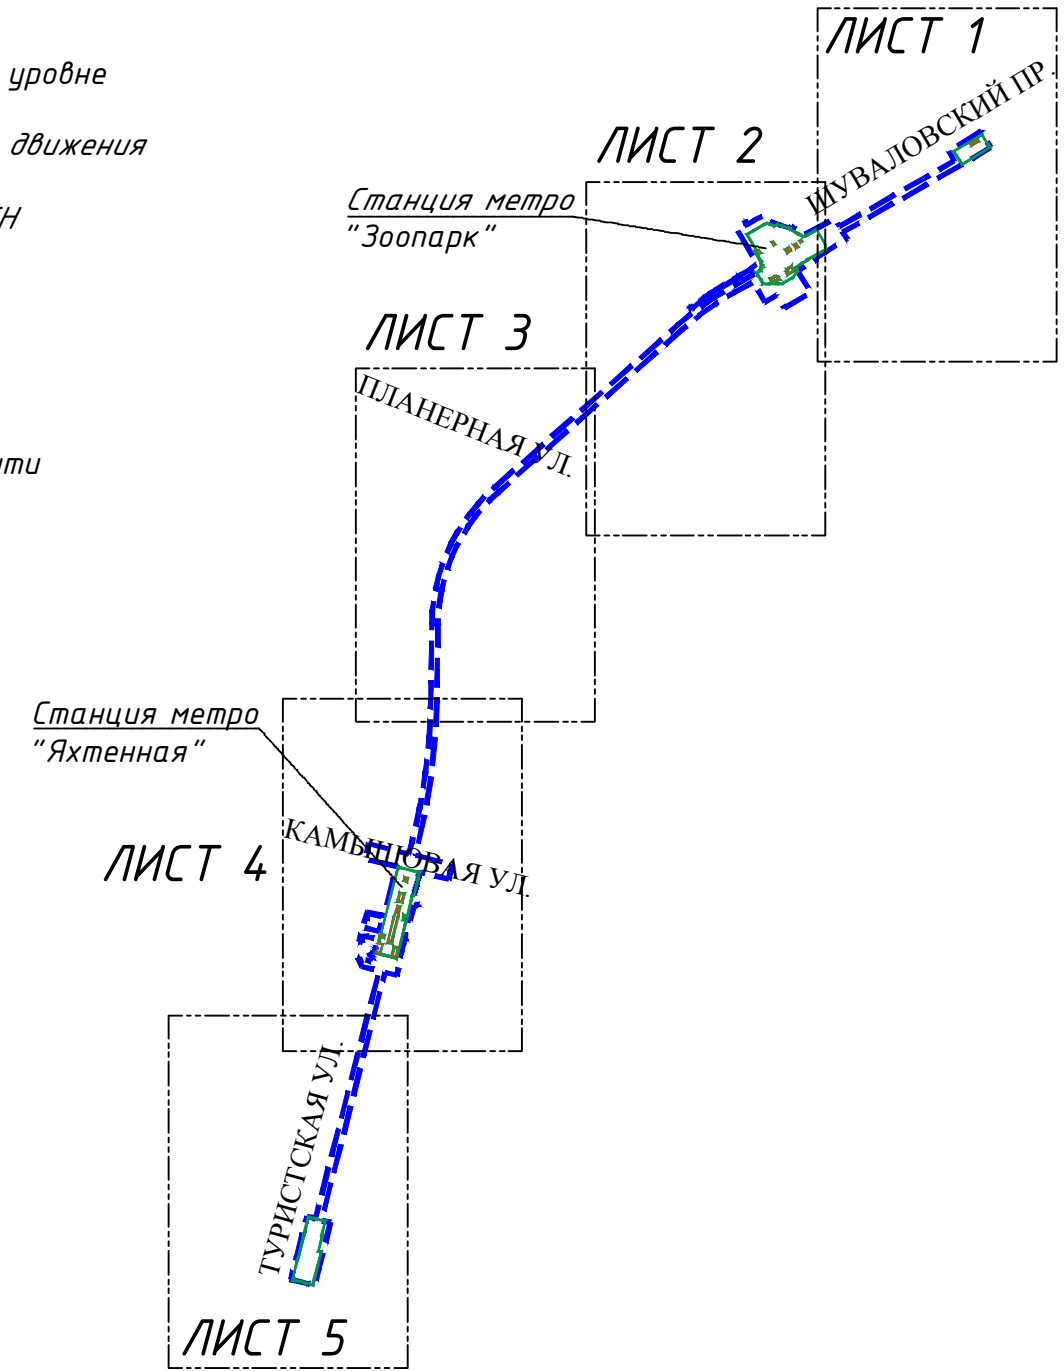 ЛИСТ 1
уровне
движения
ШУВАЛОВСКИЙ ПР.
ЛИСТ 2
Станция метро
"Зоопарк"
ЛИСТ 3
ПЛАНЕРНАЯ УЛ.
Станция метро
"Яхтенная"
КАМЫШОВАЯ УЛ.
ЛИСТ 4
ТУРИСТСКАЯ УЛ.
ЛИСТ 5